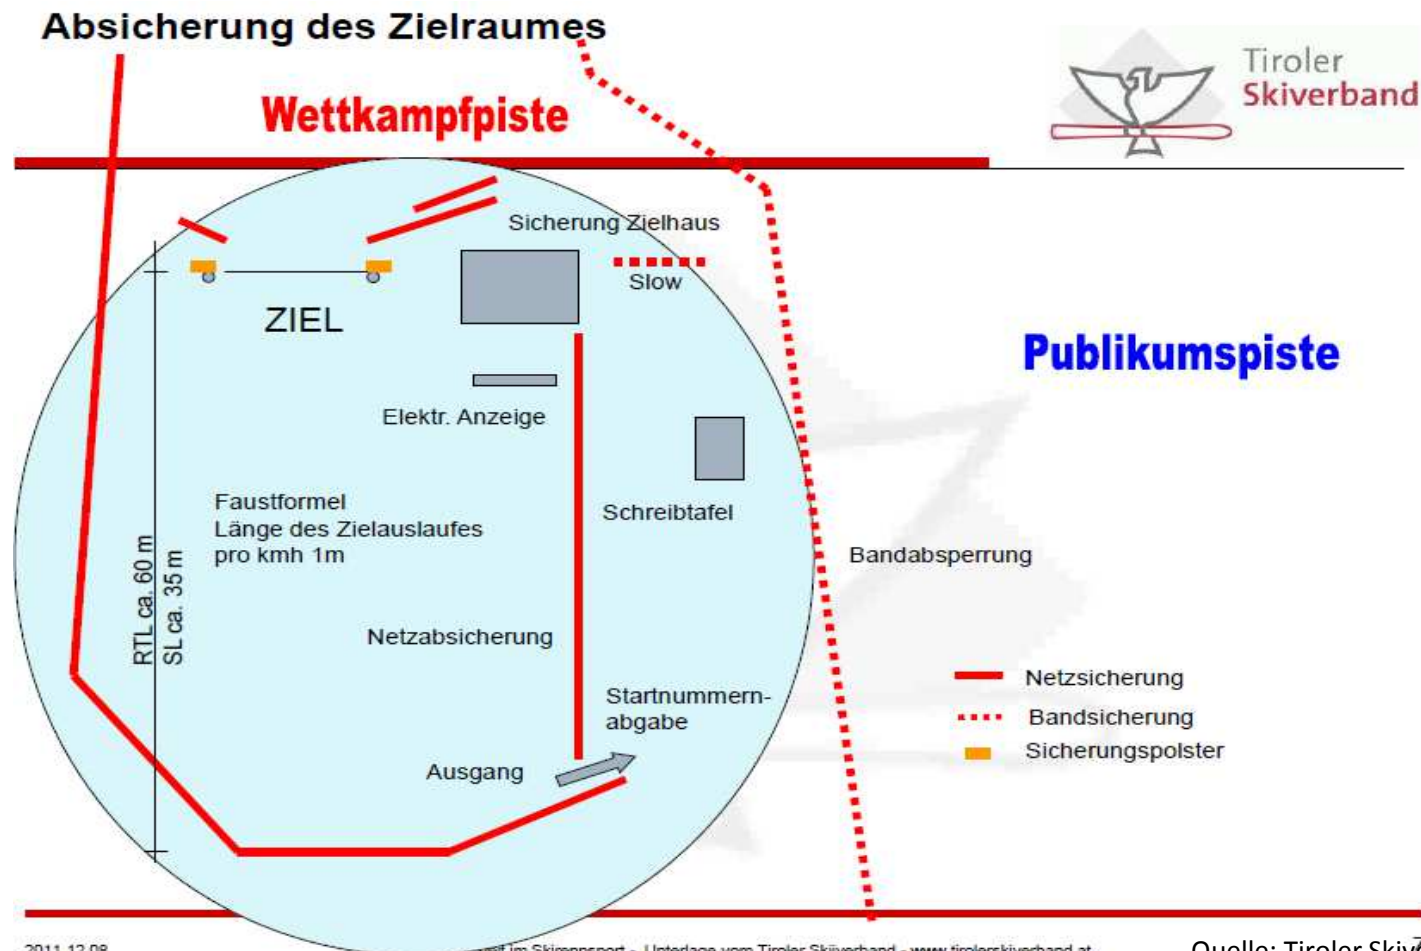 Absicherung des Zielraumes
Tiroler
Skiverband
Wettkampfpiste
Sicherung Zielhaus
Slow
ZIEL
Publikumspiste
Elektr. Anzeige
Faustformel
Länge des Zielauslaufes
pro kmh 1m
Schreibtafel
Bandabsperrung
RTL ca. 60 m
SL ca. 35 m
Netzabsicherung
Startnummern-
abgabe
Ausgang
Netzsicherung
Bandsicherung
Sicherungspolster
2011-12-08
im Skirennsport - Unterlage vom Tiroler Skiverband - www.tirolerskiverband.at
Quelle: Tiroler